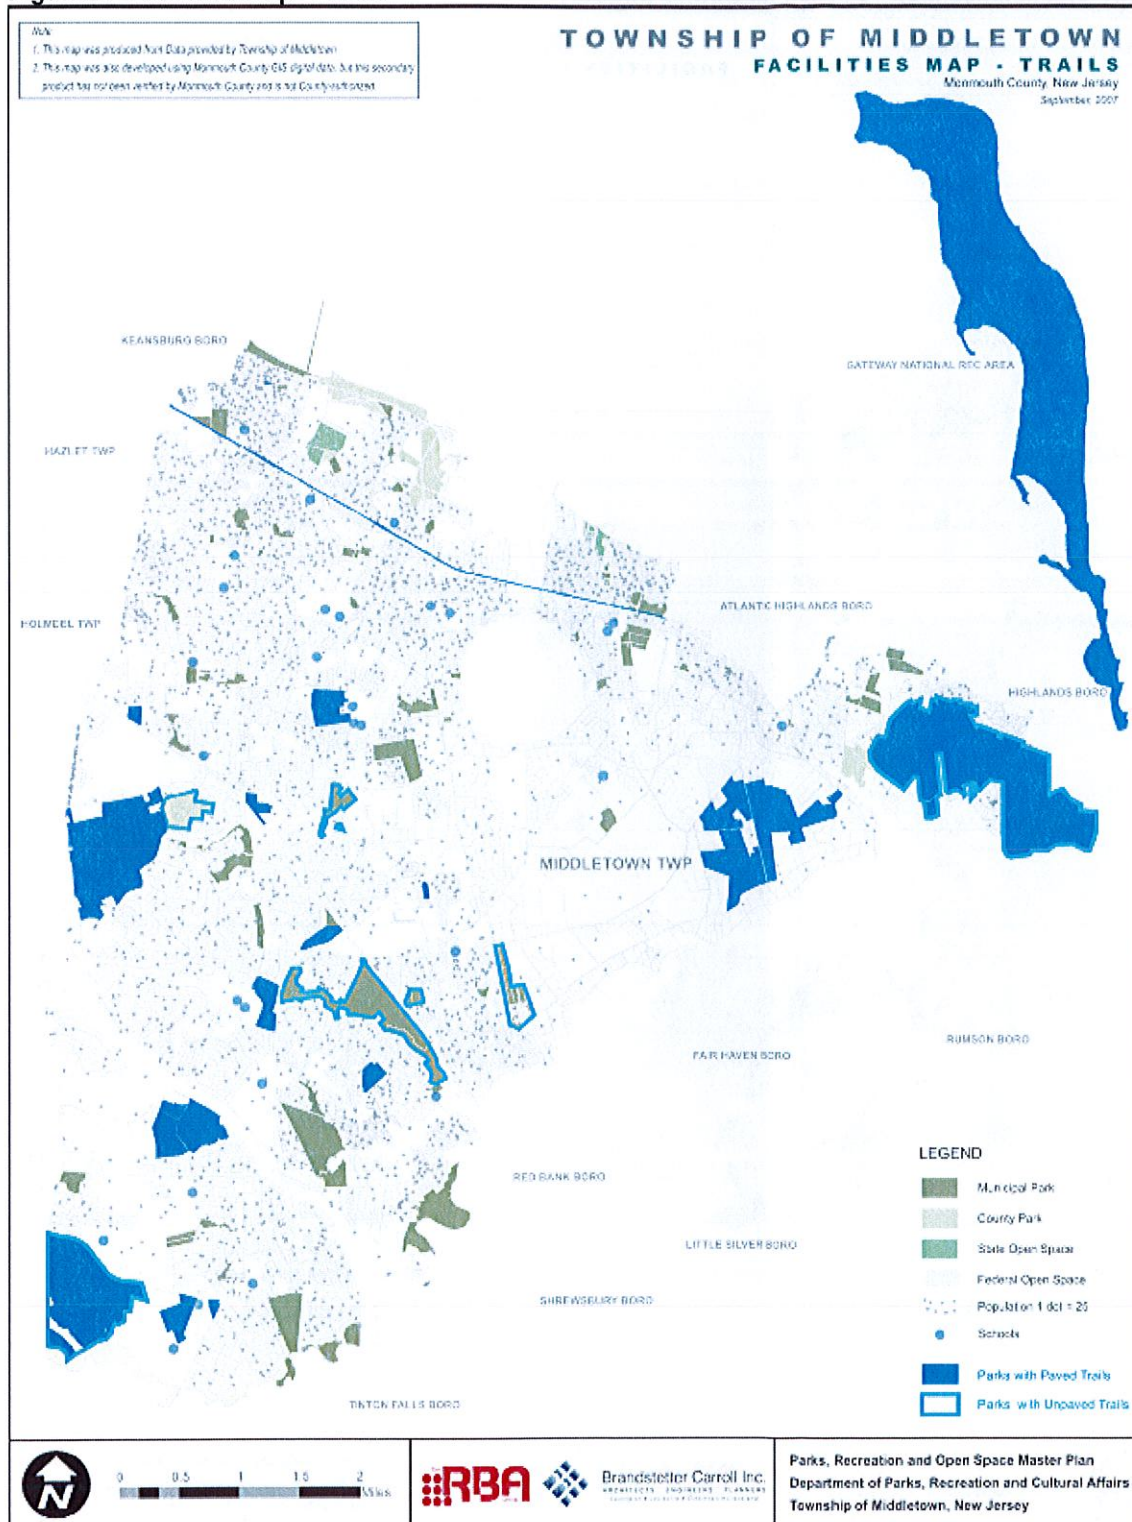 Note
1. This map was produced from Data provided by Township of Middletown
2. This map was also developed using Monmouth County GIS digital data, but this secondary
product has not been verified by Monmouth County and is not County-authorized.
TOWNSHIP OF MIDDLETOWN
FACILITIES MAP - TRAILS
Monmouth County, New Jersey
September, 2007
KEANSBURG BORO
GATEWAY NATIONAL REC AREA
HAZLET TWP
ATLANTIC HIGHLANDS BORO
HOLMDEL TWP
HIGHLANDS BORO
MIDDLETOWN TWP
RUMSON BORO
FAIR HAVEN BORO
RED BANK BORO
LITTLE SILVER BORO
SHREWSBURY BORO
TINTON FALLS BORO
LEGEND
Municipal Park
County Park
State Open Space
Federal Open Space
Population 1 dot = 25
Schools
Parks with Paved Trails
Parks with Unpaved Trails
N
0 0.5 1 1.5 2
Miles
RBA
Brandstetter Carroll Inc.
ARCHITECTS ENGINEERS PLANNERS
Parks, Recreation and Open Space Master Plan
Department of Parks, Recreation and Cultural Affairs
Township of Middletown, New Jersey